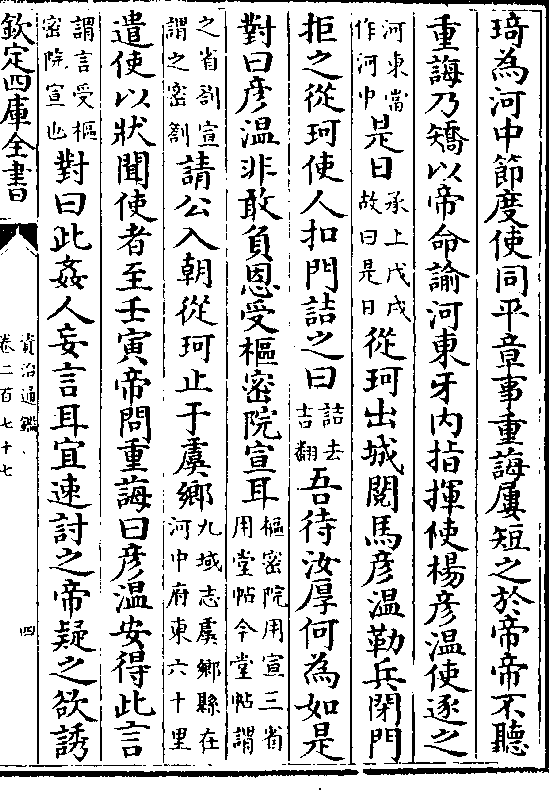 琦為河中節度使同平章事重誨屢短之於帝帝不聽
重誨乃矯以帝命諭河東牙内指揮使楊彦溫使逐之
河東當
作河中
是日
承上戊戌
故曰是日
從珂出城閱馬彦溫勒兵閉門
拒之從珂使人扣門詰之曰
詰去
吉翻
吾待汝厚何為如是
對曰彦溫非敢負恩受樞密院宣耳
樞密院用宣三省
用堂帖今堂帖謂
之省劄宣
謂之密劄
請公入朝從珂止于虞鄉
九域志虞鄉縣在
河中府東六十里
遣使以狀聞使者至壬寅帝問重誨曰彦溫安得此言
謂言受樞
密院宣也
對曰此姦人妄言耳宜速討之帝疑之欲誘
欽定四庫全書
資治通鑑
卷二百七十七
四